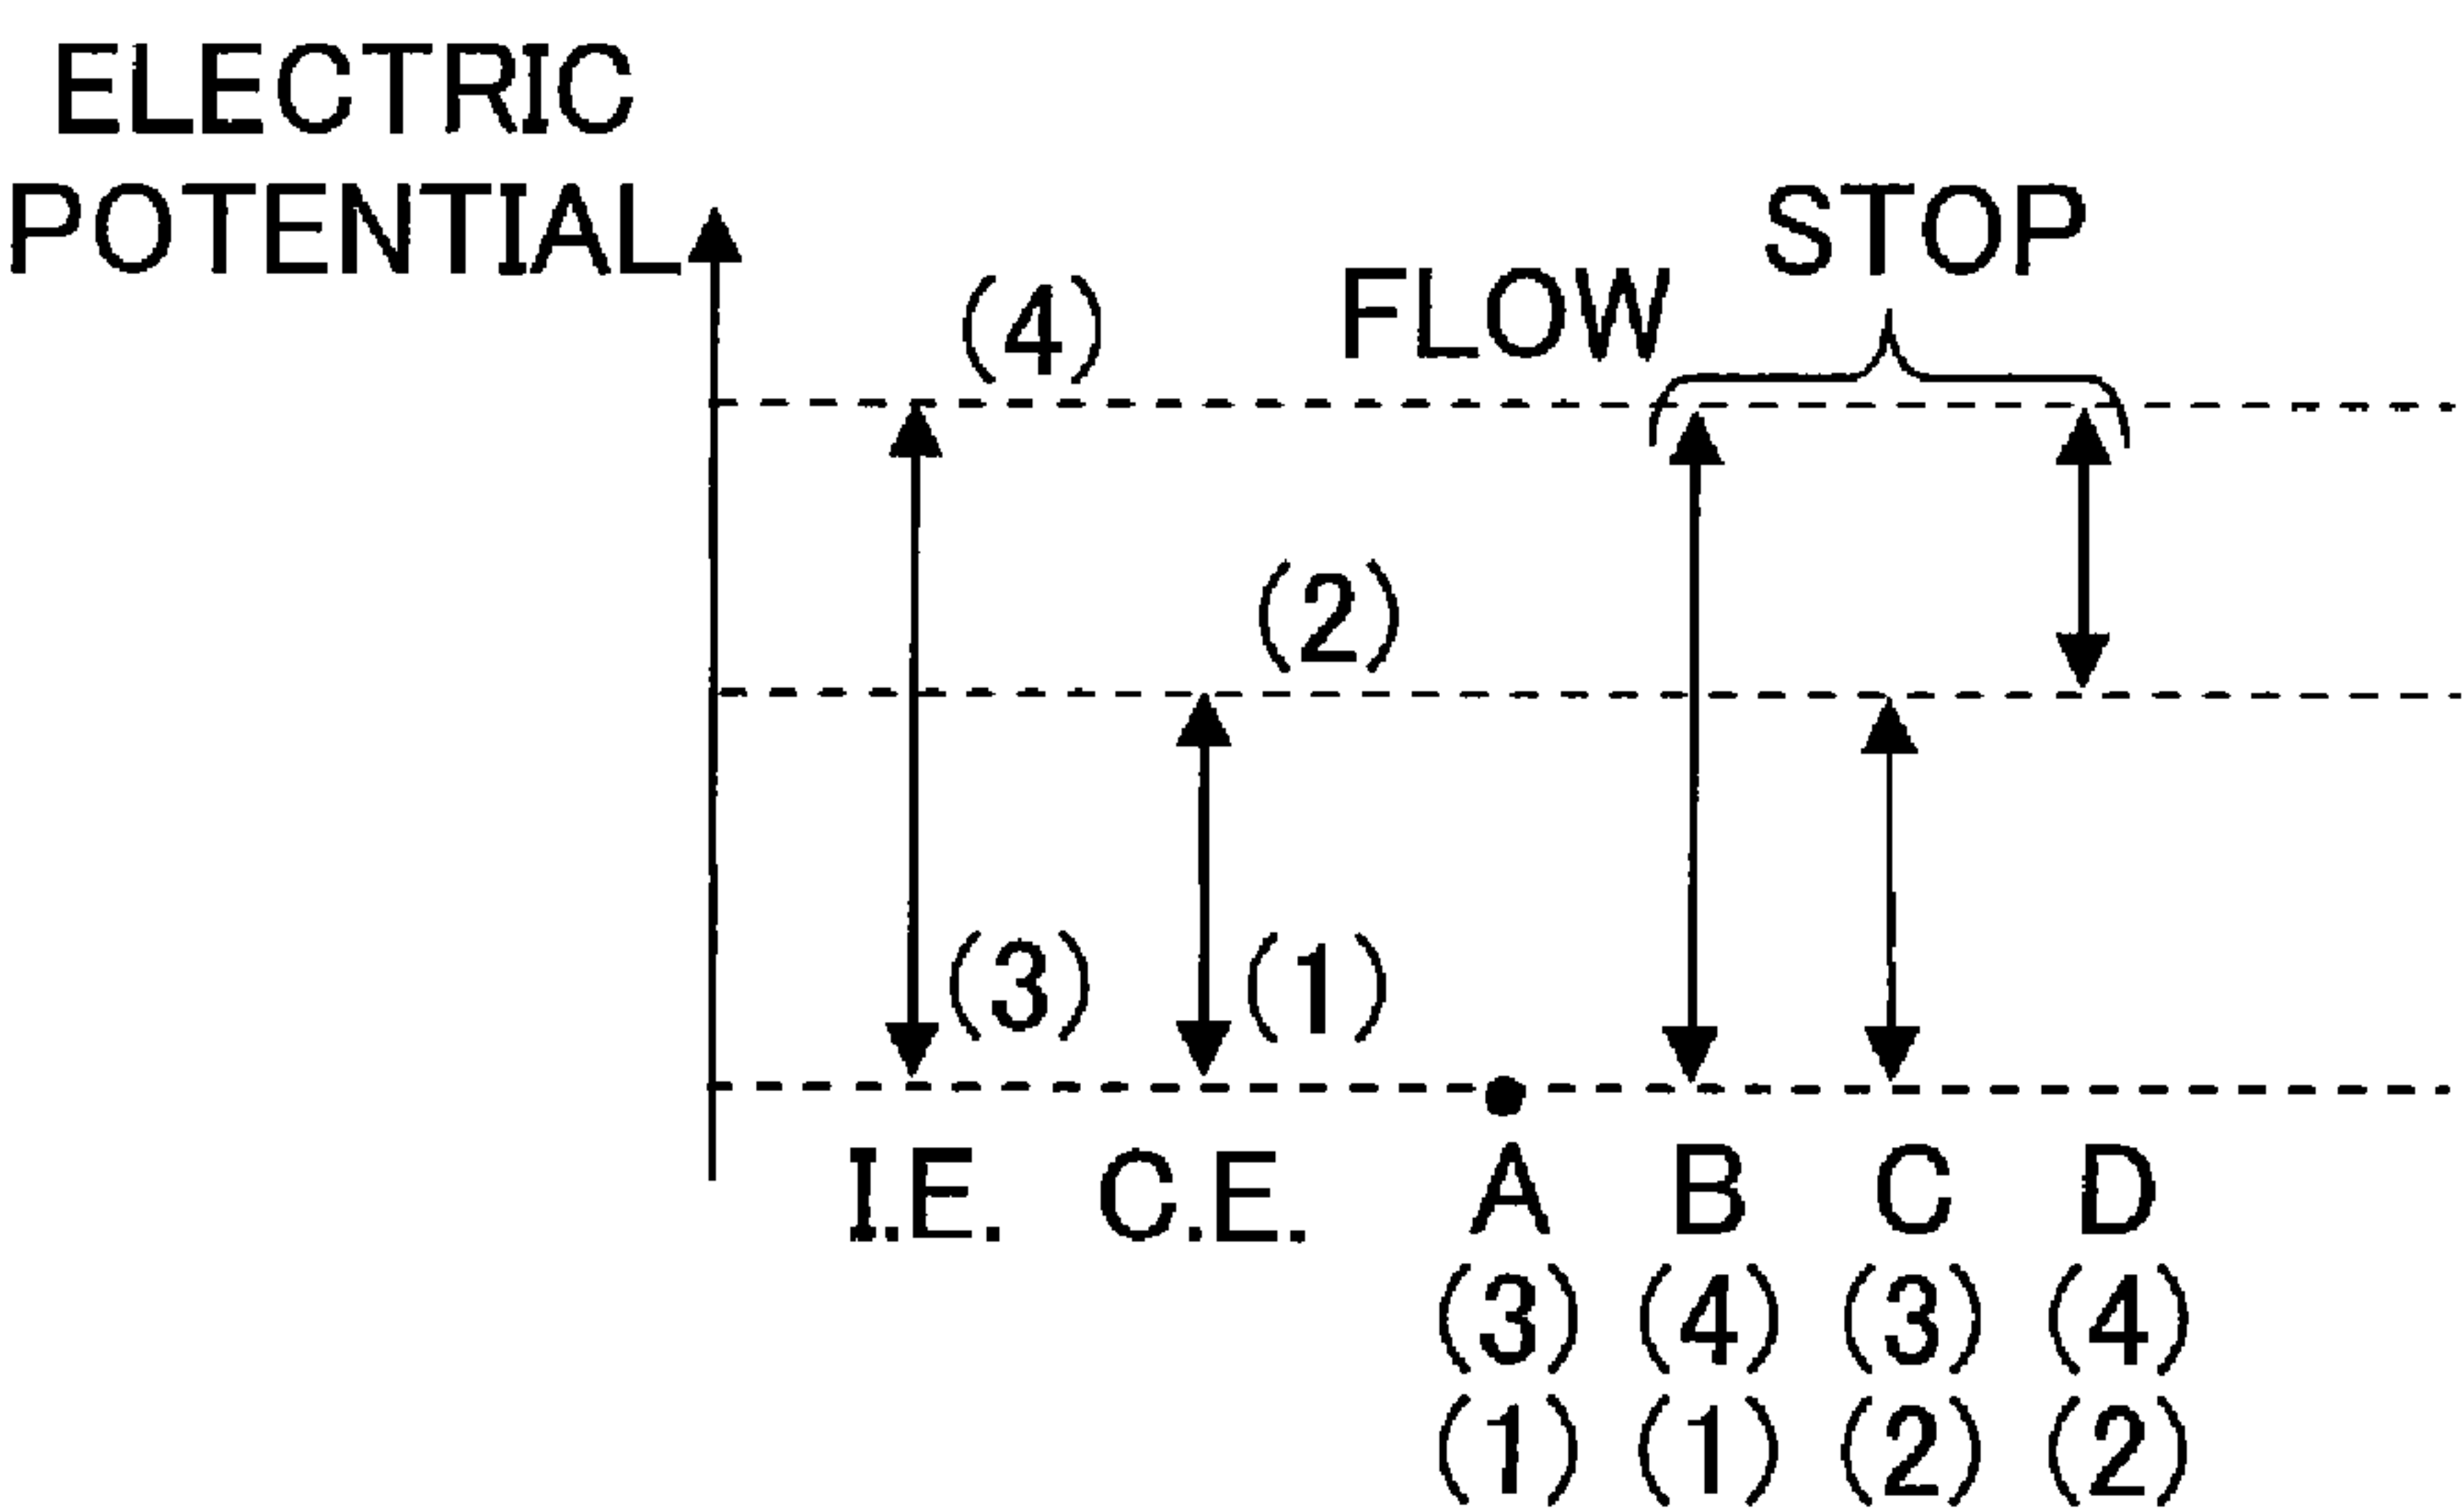 ELECTRIC
POTENTIAL
STOP
FLOW
(4)
(2)
(3) (1)
I.E. C.E. A B C D
(3) (4) (3) (4)
(1) (1) (2) (2)